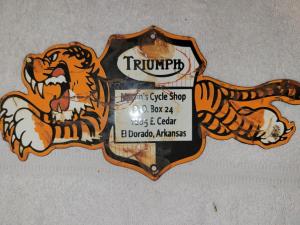 TRIUMPH
Cycle Shop
P.O. Box 24
E. Cedar
El Dorado, Arkansas